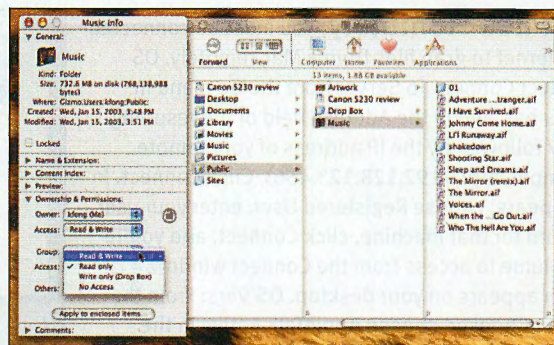 Music Info
General:
Music
Kind: Folder
Size: 732.6 MB on disk (768,138,988 bytes)
Where: Gizmo:Users:kfong:Public:
Created: Wed, Jan 15, 2003, 3:48 PM
Modified: Wed, Jan 15, 2003, 3:51 PM
Locked
Name & Extension:
Content Index:
Preview:
Ownership & Permissions:
Owner: kfong (Me)
Access: Read & Write
Group:
Read & Write
Access:
✓ Read only
Write only (Drop Box)
Others:
No Access
Apply to enclosed items
Comments:
Music
Forward
View
Computer
Home
Favorites
Applications
13 items, 1.88 GB available
Canon S230 review
Desktop
Documents
Library
Movies
Music
Pictures
Public
Sites
Artwork
Canon S230 review
Drop Box
Music
01
Adventure ...tranger.aif
I Have Survived.aif
Johnny Come Home.aif
Li'l Runaway.aif
shakedown
Shooting Star.aif
Sleep and Dreams.aif
The Mirror (remix).aif
The Mirror.aif
Voices.aif
When the ...Go Out.aif
Who The Hell Are You.aif